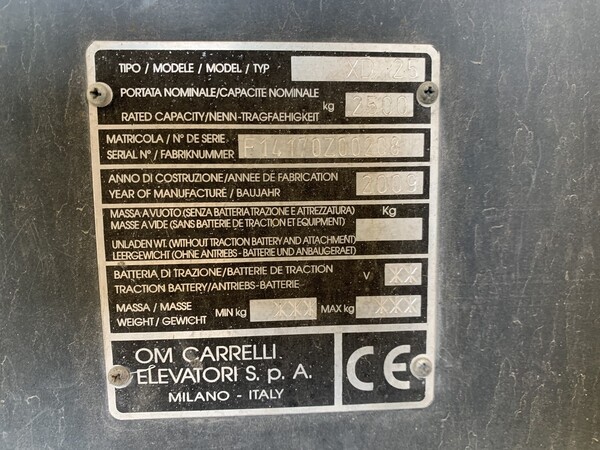 TIPO / MODELE / MODEL / TYP XD 25
PORTATA NOMINALE/CAPACITE NOMINALE
RATED CAPACITY/NENN-TRAGFAEHIGKEIT kg 2500
MATRICOLA / N° DE SERIE
SERIAL N° / FABRIKNUMMER
ANNO DI COSTRUZIONE/ANNEE DE FABRICATION
YEAR OF MANUFACTURE / BAUJAHR 2009
MASSA A VUOTO (SENZA BATTERIA TRAZIONE E ATTREZZATURA) Kg
MASSE A VIDE (SANS BATTERIE DE TRACTION ET EQUIPMENT)
UNLADEN WT. (WITHOUT TRACTION BATTERY AND ATTACHMENT)
LEERGEWICHT (OHNE ANTRIEBS - BATTERIE UND ANBAUGERAET)
BATTERIA DI TRAZIONE/BATTERIE DE TRACTION V XX
TRACTION BATTERY/ANTRIEBS-BATTERIE
MASSA / MASSE
WEIGHT / GEWICHT MIN kg XXX MAX kg XXX
OM CARRELLI
ELEVATORI S. p A.
MILANO - ITALY
CE